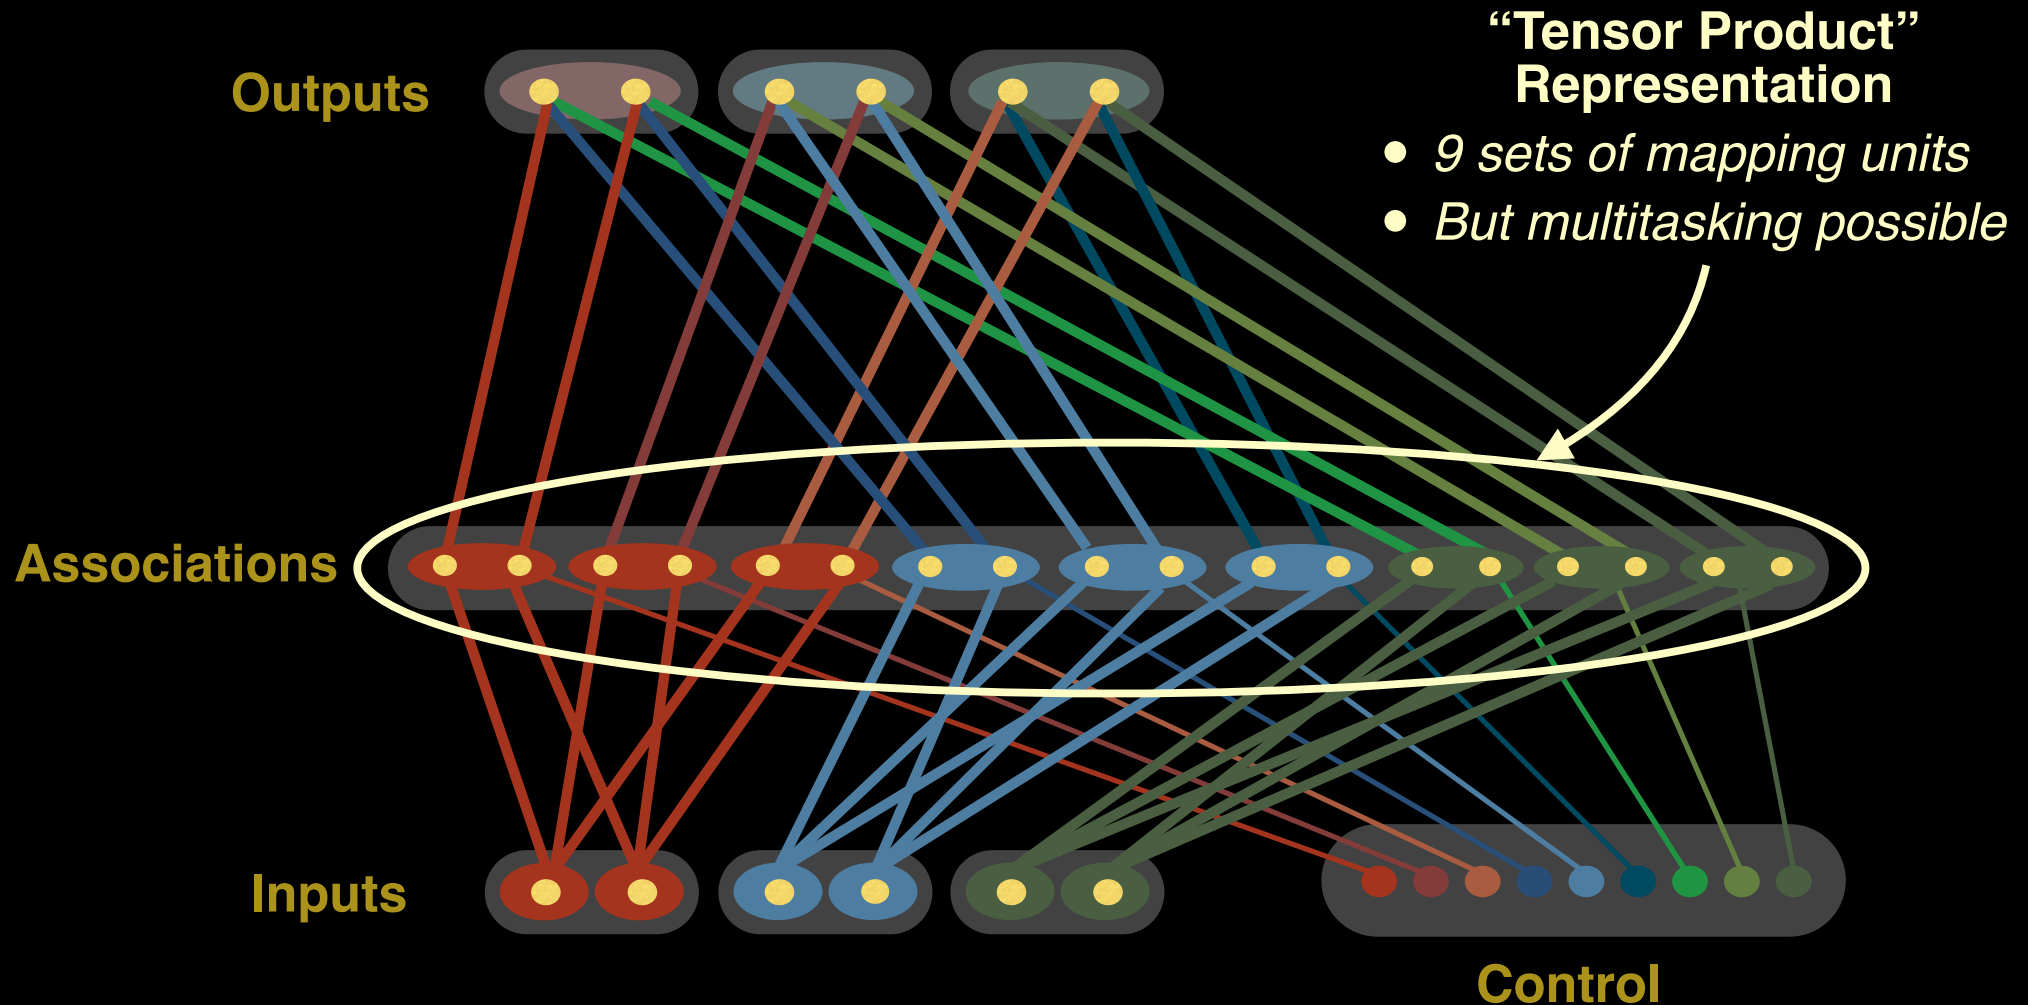 “Tensor Product”
Representation
• 9 sets of mapping units
• But multitasking possible
Outputs
Associations
Inputs
Control